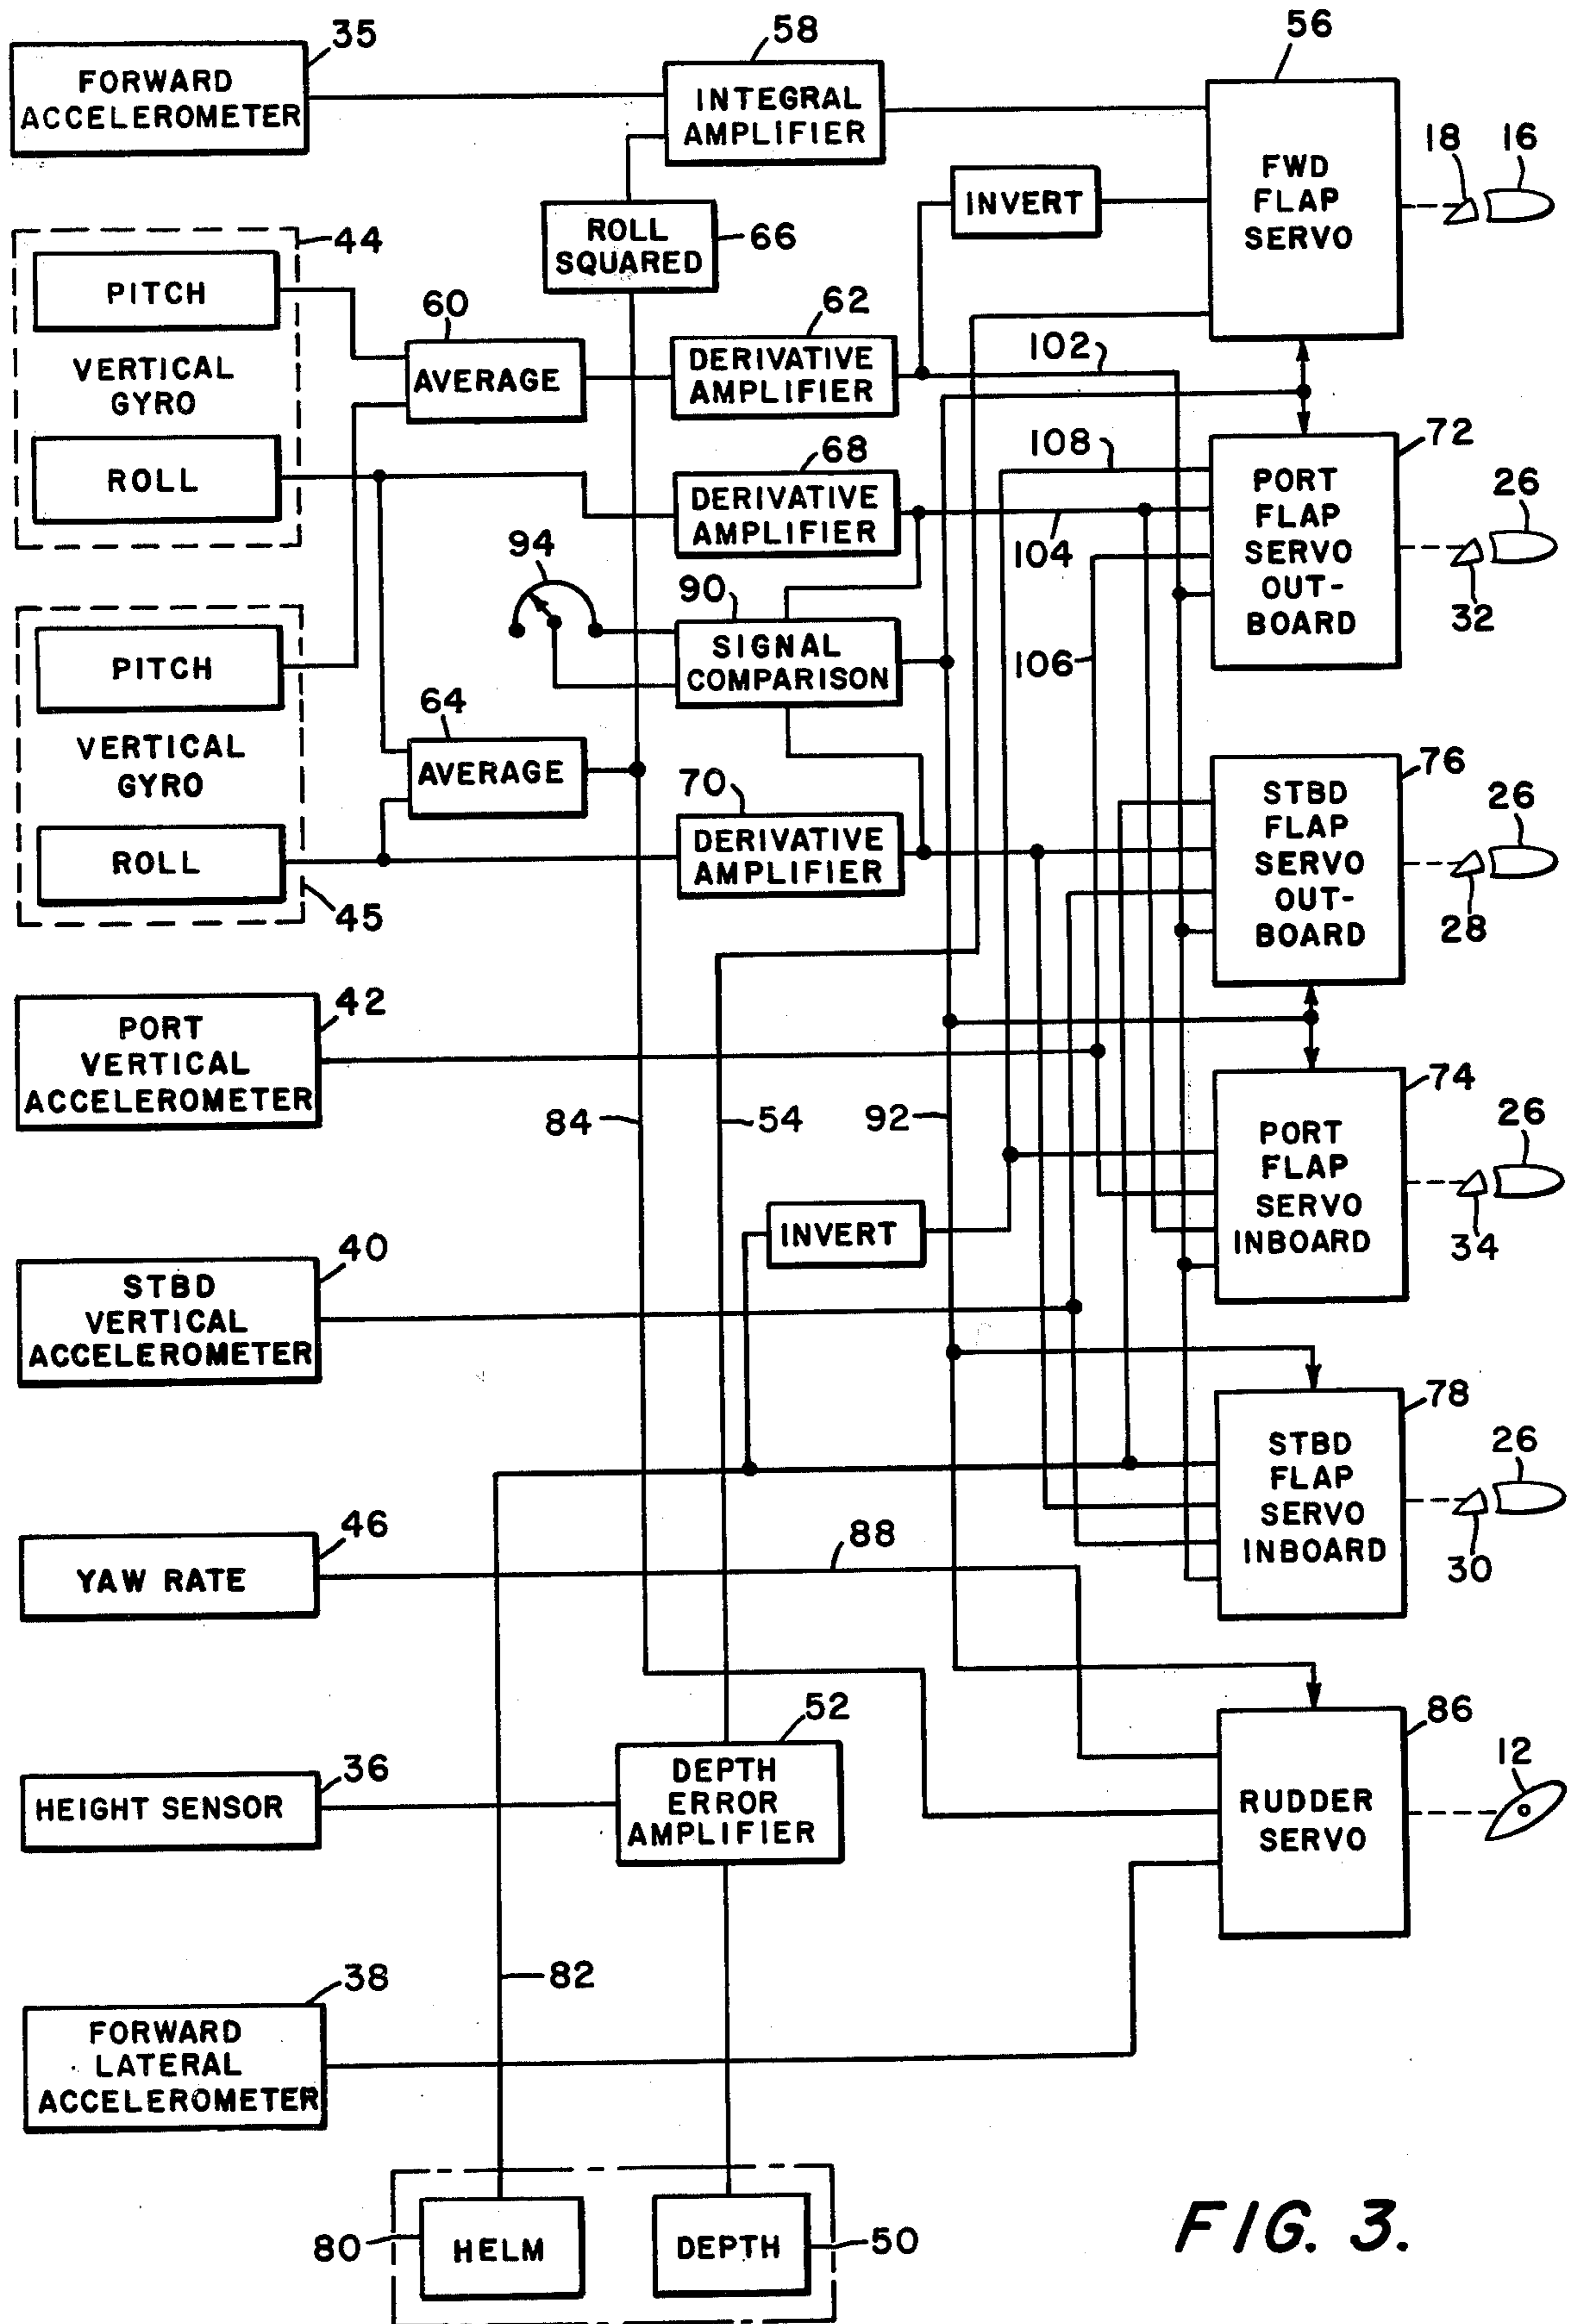 35
FORWARD
ACCELEROMETER
58
INTEGRAL
AMPLIFIER
56
FWD
FLAP
SERVO
18
16
INVERT
ROLL
SQUARED
66
44
PITCH
VERTICAL
GYRO
ROLL
60
AVERAGE
62
DERIVATIVE
AMPLIFIER
102
108
68
DERIVATIVE
AMPLIFIER
104
72
PORT
FLAP
SERVO
OUT-
BOARD
26
32
94
90
SIGNAL
COMPARISON
106
PITCH
VERTICAL
GYRO
ROLL
45
64
AVERAGE
70
DERIVATIVE
AMPLIFIER
76
STBD
FLAP
SERVO
OUT-
BOARD
26
28
42
PORT
VERTICAL
ACCELEROMETER
84
54
92
74
PORT
FLAP
SERVO
INBOARD
26
34
INVERT
40
STBD
VERTICAL
ACCELEROMETER
78
STBD
FLAP
SERVO
INBOARD
26
30
46
YAW RATE
88
52
DEPTH
ERROR
AMPLIFIER
36
HEIGHT SENSOR
86
RUDDER
SERVO
12
82
38
FORWARD
LATERAL
ACCELEROMETER
80
HELM
DEPTH
50
FIG. 3.